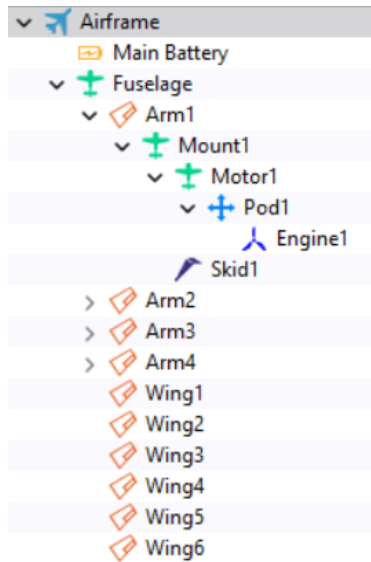 Airframe
Main Battery
Fuselage
Arm1
Mount1
Motor1
Pod1
Engine1
Skid1
Arm2
Arm3
Arm4
Wing1
Wing2
Wing3
Wing4
Wing5
Wing6